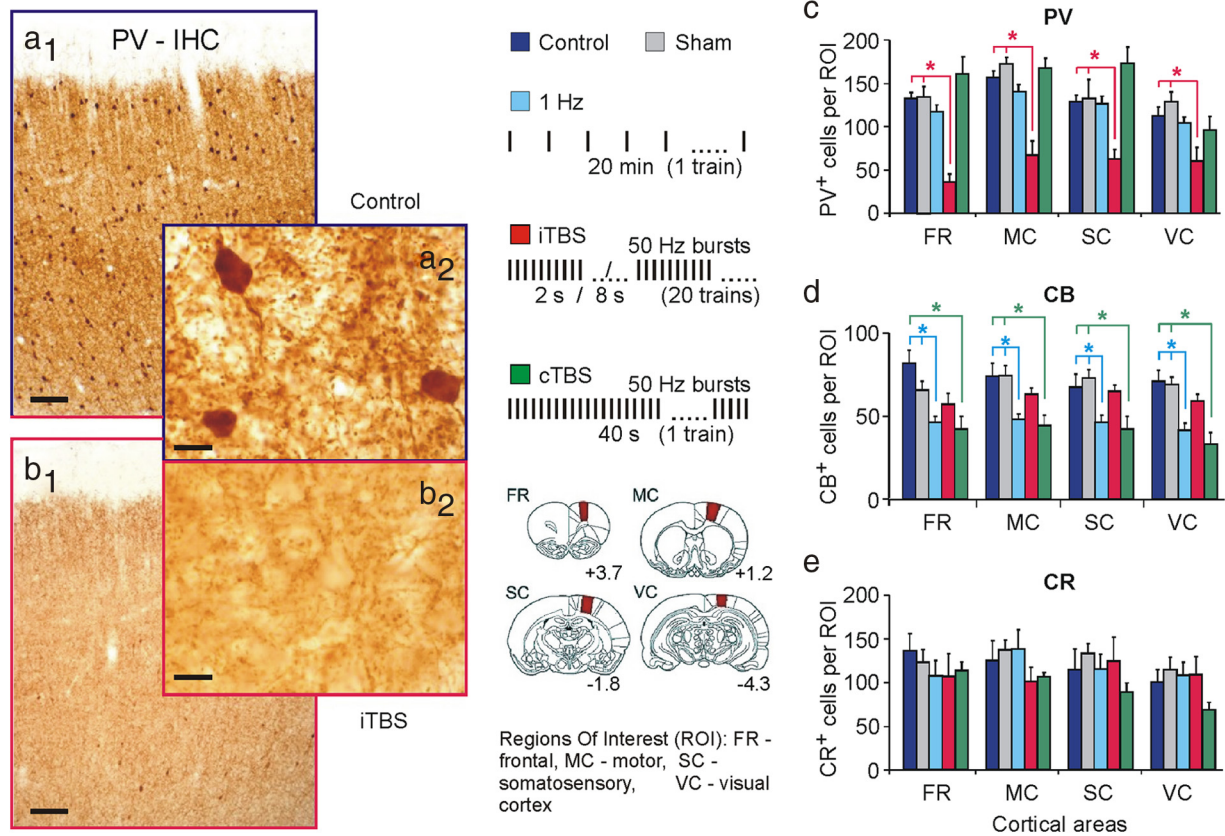 a1
PV - IHC
Control
a2
b1
b2
iTBS
Control
Sham
1 Hz
.....
20 min (1 train)
iTBS
50 Hz bursts
../... .....
2 s / 8 s (20 trains)
cTBS
50 Hz bursts
.....
40 s (1 train)
FR
MC
+3.7
+1.2
SC
VC
-1.8
-4.3
Regions Of Interest (ROI): FR -
frontal, MC - motor, SC -
somatosensory, VC - visual
cortex
c
PV
PV+ cells per ROI
200
150
100
50
0
* * * *
FR MC SC VC
d
CB
CB+ cells per ROI
100
50
0
* * * *
* * * *
FR MC SC VC
e
CR
CR+ cells per ROI
200
150
100
50
0
FR MC SC VC
Cortical areas